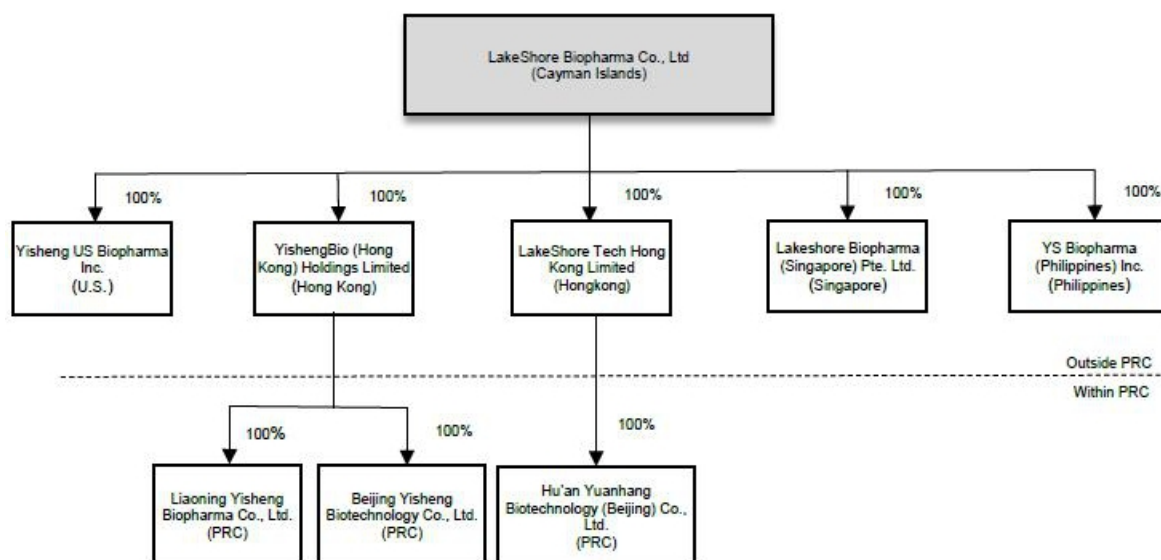 LakeShore Biopharma Co., Ltd
(Cayman Islands)
100%
100%
100%
100%
100%
Yisheng US Biopharma
Inc.
(U.S.)
YishengBio (Hong
Kong) Holdings Limited
(Hong Kong)
LakeShore Tech Hong
Kong Limited
(Hongkong)
Lakeshore Biopharma
(Singapore) Pte. Ltd.
(Singapore)
YS Biopharma
(Philippines) Inc.
(Philippines)
Outside PRC
Within PRC
100%
100%
100%
Liaoning Yisheng
Biopharma Co., Ltd.
(PRC)
Beijing Yisheng
Biotechnology Co., Ltd.
(PRC)
Hu'an Yuanhang
Biotechnology (Beijing) Co.,
Ltd.
(PRC)